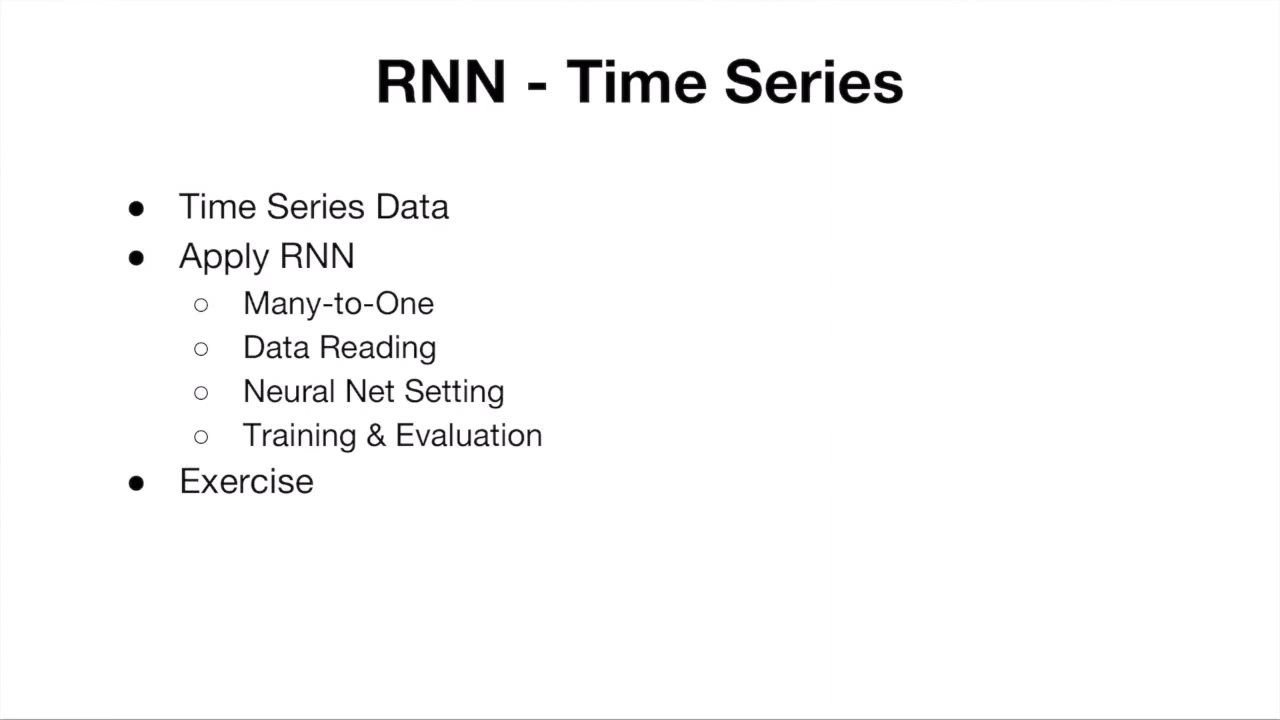 RNN - Time Series
● Time Series Data
● Apply RNN
○ Many-to-One
○ Data Reading
○ Neural Net Setting
○ Training & Evaluation
● Exercise